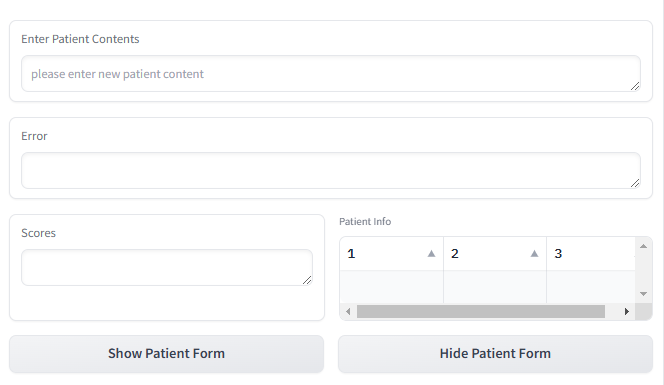 Enter Patient Contents
please enter new patient content
Error
Scores
Patient Info
1 2 3
Show Patient Form
Hide Patient Form